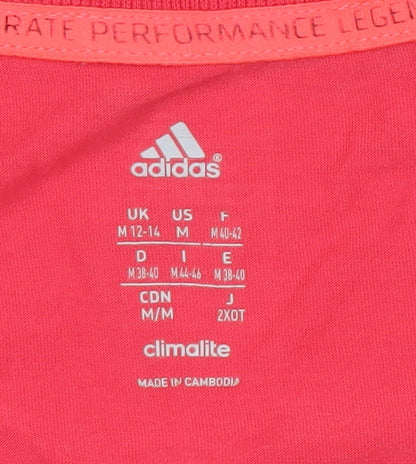 RATE PERFORMANCE LEGEN
adidas®
UK US F
M 12-14 M M 40-42
D I E
M 38-40 M 44-46 M 38-40
CDN J
M/M 2XOT
climalite
MADE IN CAMBODIA